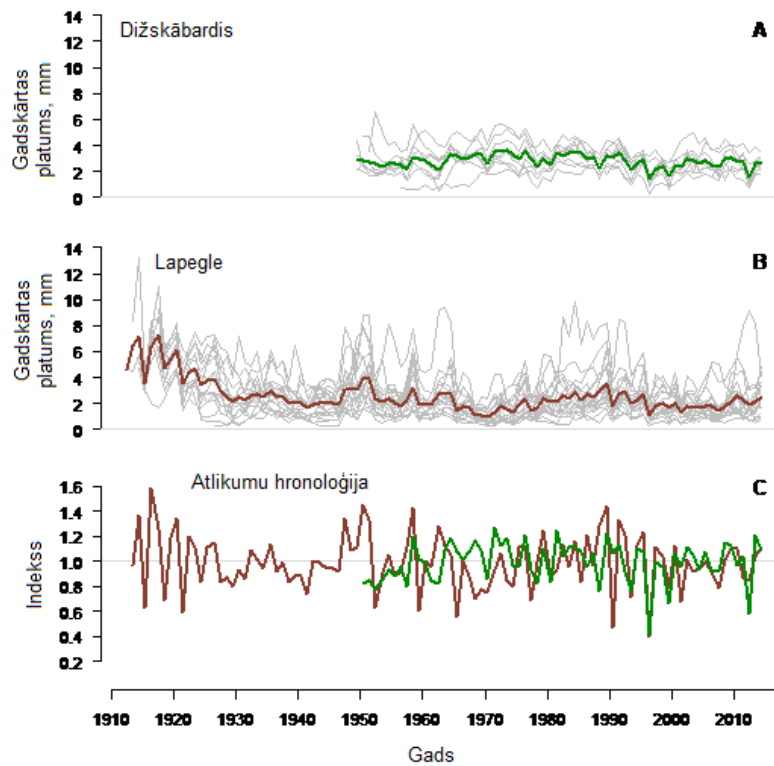 14
12
10
8
6
4
2
0
Gadskārtas
platums, mm
Dižskābardis
A
14
12
10
8
6
4
2
0
Gadskārtas
platums, mm
Lapegle
B
1.6
1.4
1.2
1.0
0.8
0.6
0.4
0.2
Indekss
Atlikumu hronoloģija
C
1910 1920 1930 1940 1950 1960 1970 1980 1990 2000 2010
Gads